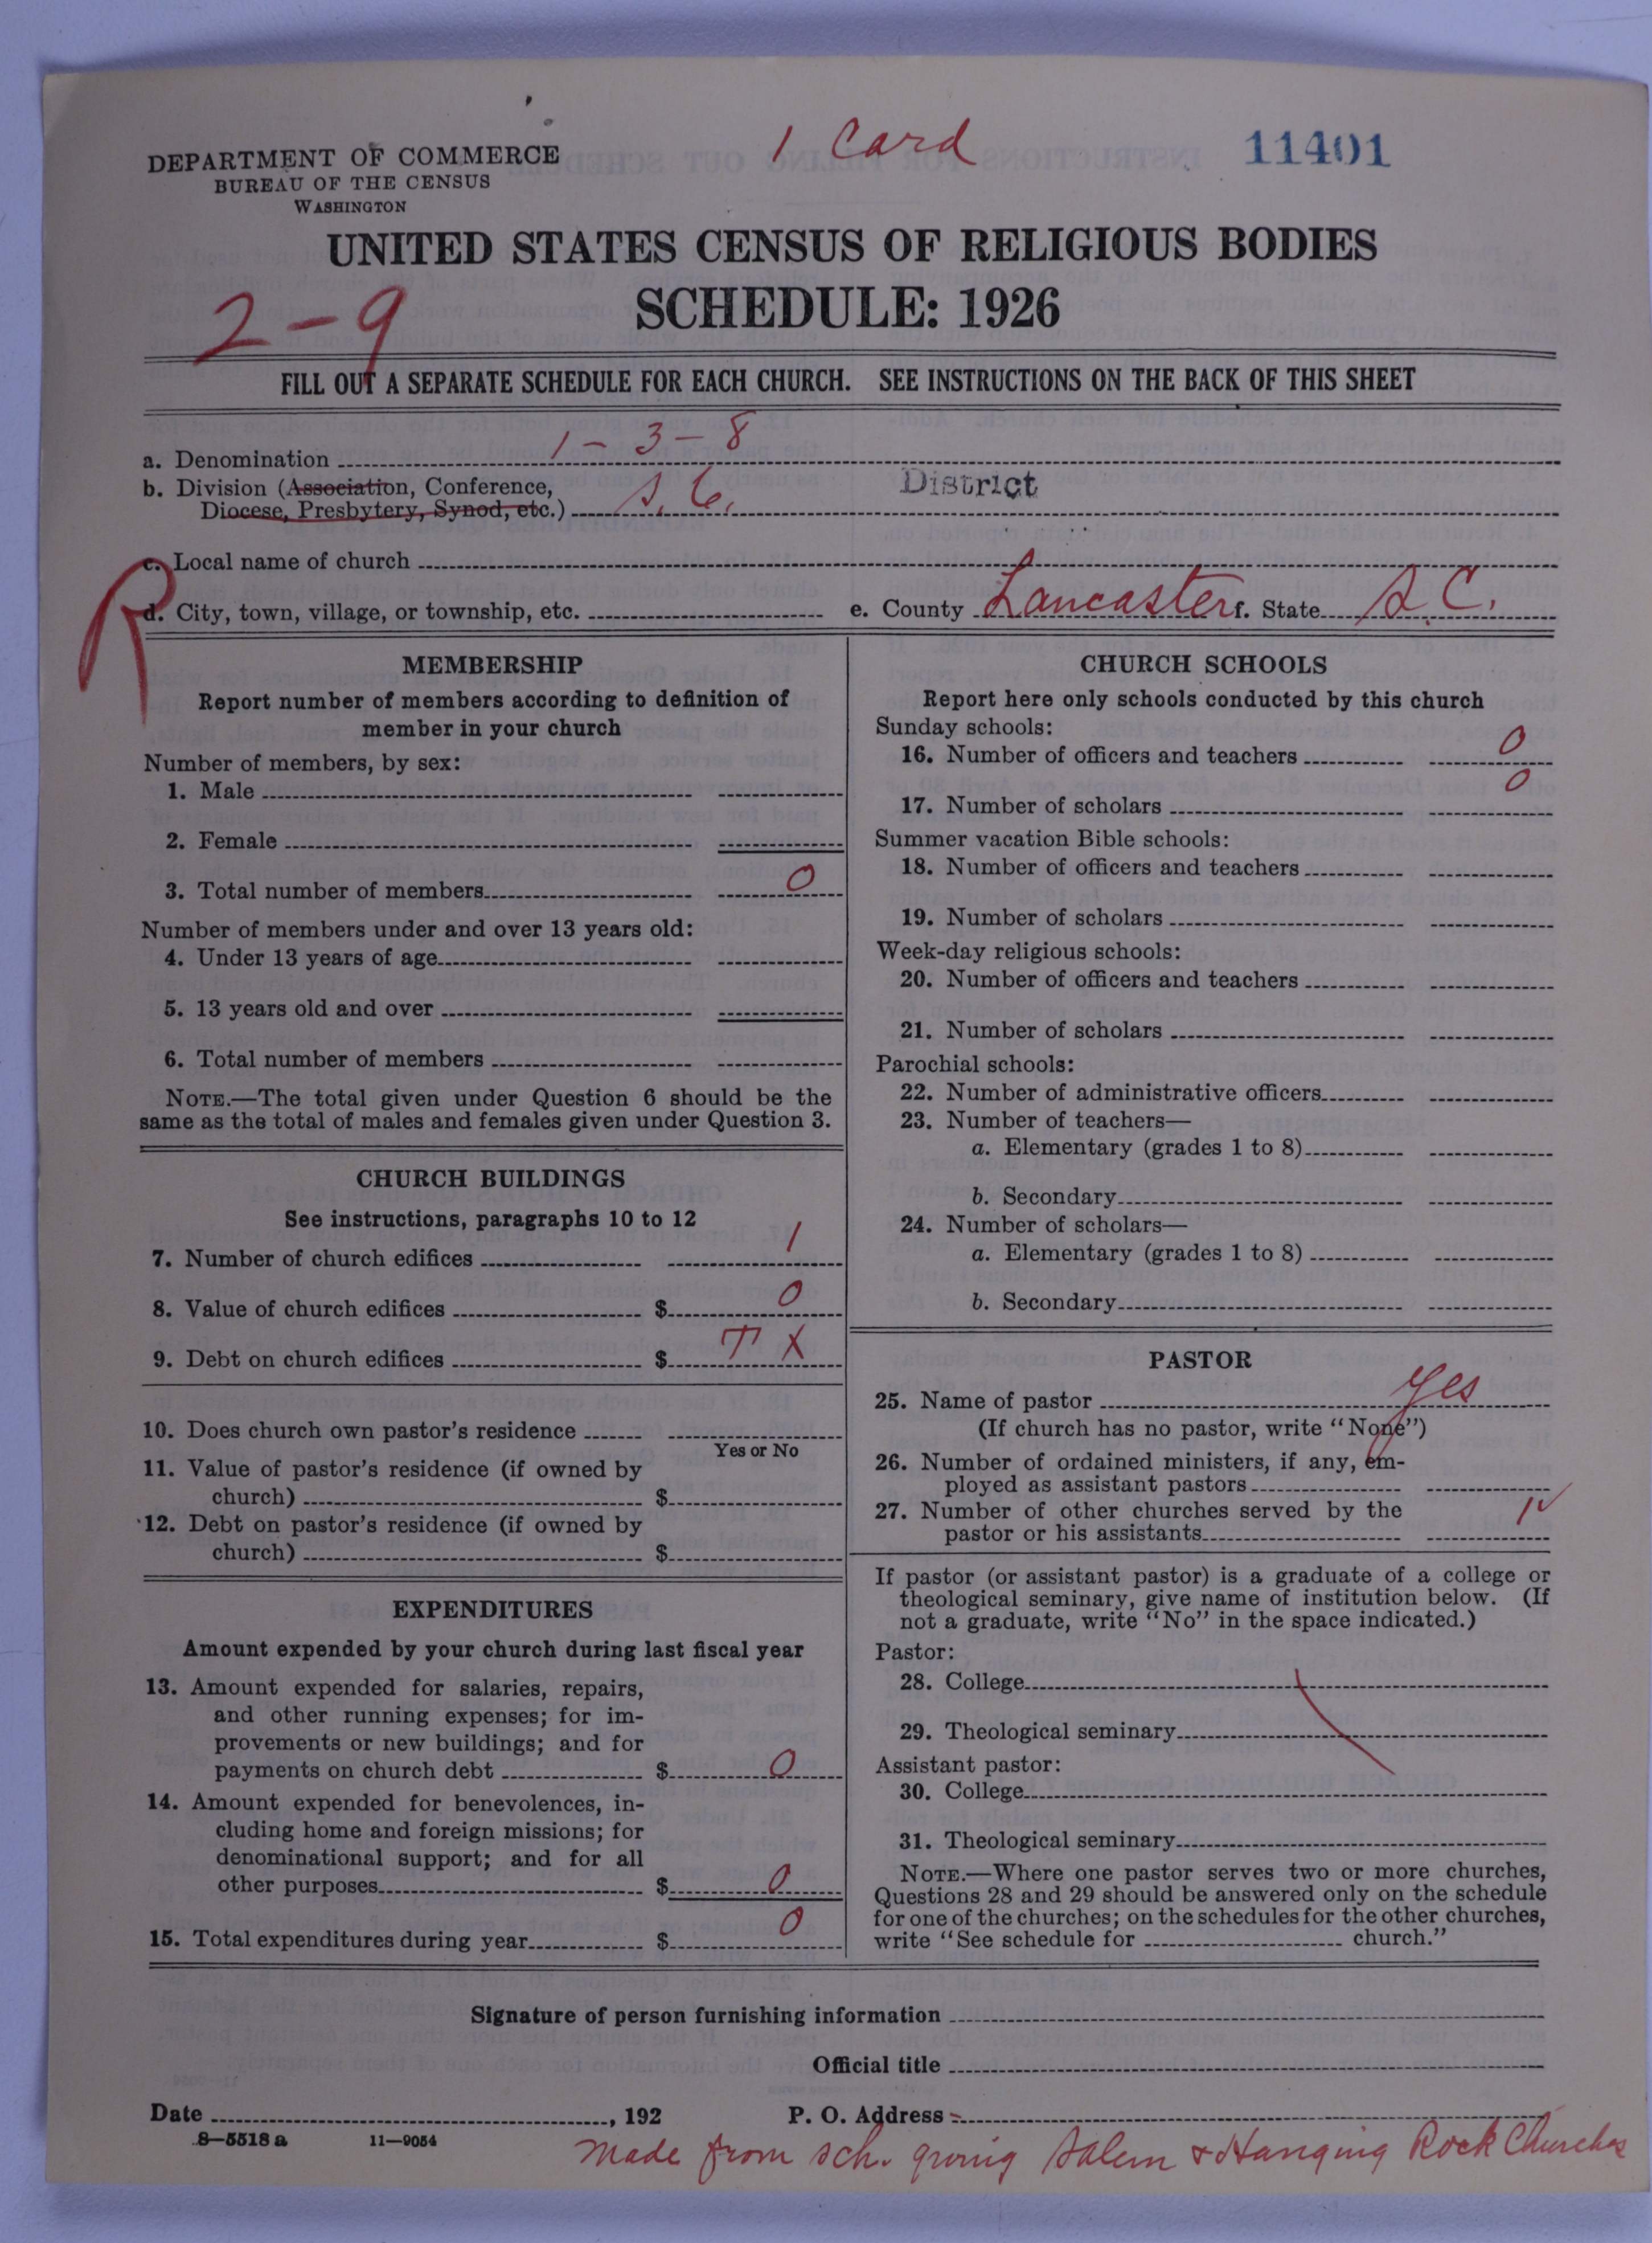 1 Card
11401
DEPARTMENT OF COMMERCE
BUREAU OF THE CENSUS
WASHINGTON
UNITED STATES CENSUS OF RELIGIOUS BODIES
2-9
SCHEDULE: 1926
FILL OUT A SEPARATE SCHEDULE FOR EACH CHURCH. SEE INSTRUCTIONS ON THE BACK OF THIS SHEET
a. Denomination 1-3-8
b. Division (Association, Conference,
Diocese, Presbytery, Synod, etc.) S.C. District
R
c. Local name of church
d. City, town, village, or township, etc. e. County Lancaster f. State S.C.
MEMBERSHIP
Report number of members according to definition of
member in your church
Number of members, by sex:
1. Male
2. Female
3. Total number of members 0
Number of members under and over 13 years old:
4. Under 13 years of age
5. 13 years old and over
6. Total number of members
NOTE.—The total given under Question 6 should be the
same as the total of males and females given under Question 3.
CHURCH BUILDINGS
See instructions, paragraphs 10 to 12
7. Number of church edifices 1
8. Value of church edifices $ 0
9. Debt on church edifices $ X
10. Does church own pastor's residence
Yes or No
11. Value of pastor's residence (if owned by
church) $
12. Debt on pastor's residence (if owned by
church) $
EXPENDITURES
Amount expended by your church during last fiscal year
13. Amount expended for salaries, repairs,
and other running expenses; for im-
provements or new buildings; and for
payments on church debt $ 0
14. Amount expended for benevolences, in-
cluding home and foreign missions; for
denominational support; and for all
other purposes $ 0
15. Total expenditures during year $ 0
CHURCH SCHOOLS
Report here only schools conducted by this church
Sunday schools:
16. Number of officers and teachers 0
17. Number of scholars 0
Summer vacation Bible schools:
18. Number of officers and teachers
19. Number of scholars
Week-day religious schools:
20. Number of officers and teachers
21. Number of scholars
Parochial schools:
22. Number of administrative officers
23. Number of teachers—
a. Elementary (grades 1 to 8)
b. Secondary
24. Number of scholars—
a. Elementary (grades 1 to 8)
b. Secondary
PASTOR
25. Name of pastor yes
(If church has no pastor, write "None")
26. Number of ordained ministers, if any, em-
ployed as assistant pastors
27. Number of other churches served by the
pastor or his assistants 1✓
If pastor (or assistant pastor) is a graduate of a college or
theological seminary, give name of institution below. (If
not a graduate, write "No" in the space indicated.)
Pastor:
28. College
29. Theological seminary
Assistant pastor:
30. College
31. Theological seminary
NOTE.—Where one pastor serves two or more churches,
Questions 28 and 29 should be answered only on the schedule
for one of the churches; on the schedules for the other churches,
write "See schedule for church."
Signature of person furnishing information
Official title
Date , 192 P. O. Address
8—5518 a 11—9054
made from sch. giving Salem & Hanging Rock Churches